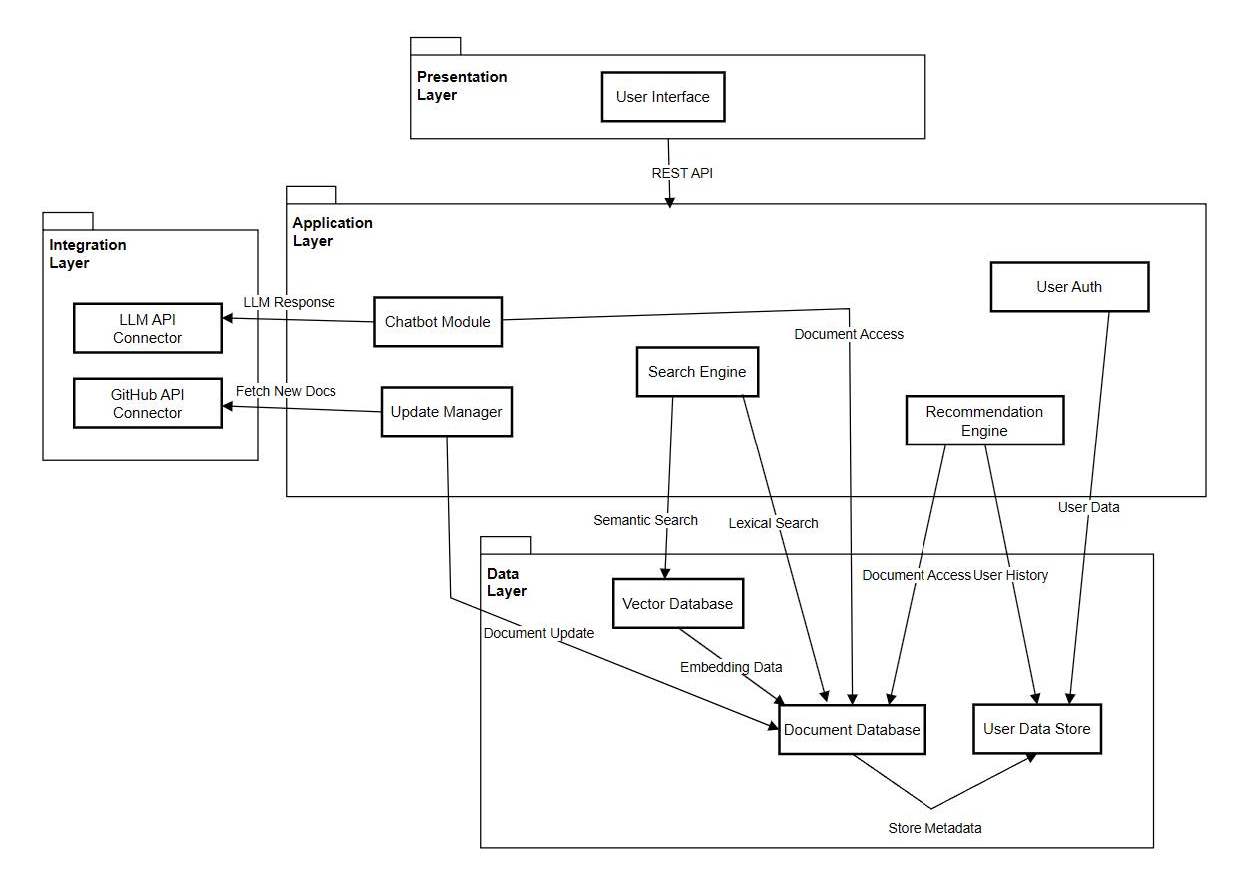 Presentation
Layer
User Interface
REST API
Application
Layer
Integration
Layer
User Auth
LLM Response
LLM API
Connector
Chatbot Module
Document Access
Search Engine
Fetch New Docs
GitHub API
Connector
Update Manager
Recommendation
Engine
User Data
Semantic Search
Lexical Search
Data
Layer
Document Access
User History
Vector Database
Document Update
Embedding Data
Document Database
User Data Store
Store Metadata